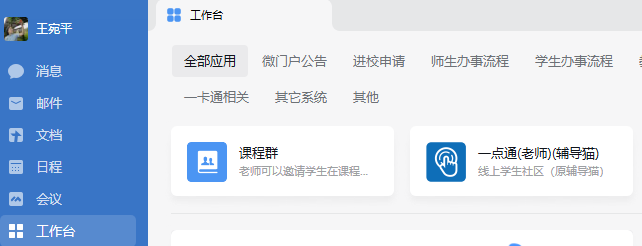 王宛平
工作台
消息
邮件
文档
日程
会议
工作台
全部应用 微门户公告 进校申请 师生办事流程 学生办事流程
一卡通相关 其它系统 其他
课程群
老师可以邀请学生在课程...
一点通(老师)(辅导猫)
线上学生社区（原辅导猫）